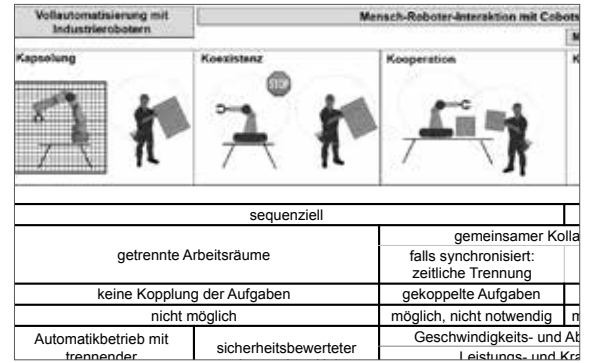 Vollautomatisierung mit
Industrierobotern
Mensch-Roboter-Interaktion mit Cobots
M
Kapselung
Koexistenz
Kooperation
K
STOP
sequenziell
getrennte Arbeitsräume
gemeinsamer Kolla
falls synchronisiert:
zeitliche Trennung
keine Kopplung der Aufgaben
gekoppelte Aufgaben
nicht möglich
möglich, nicht notwendig
m
Automatikbetrieb mit
trennender
sicherheitsbewerteter
Geschwindigkeits- und Ab
Leistungs- und Kra